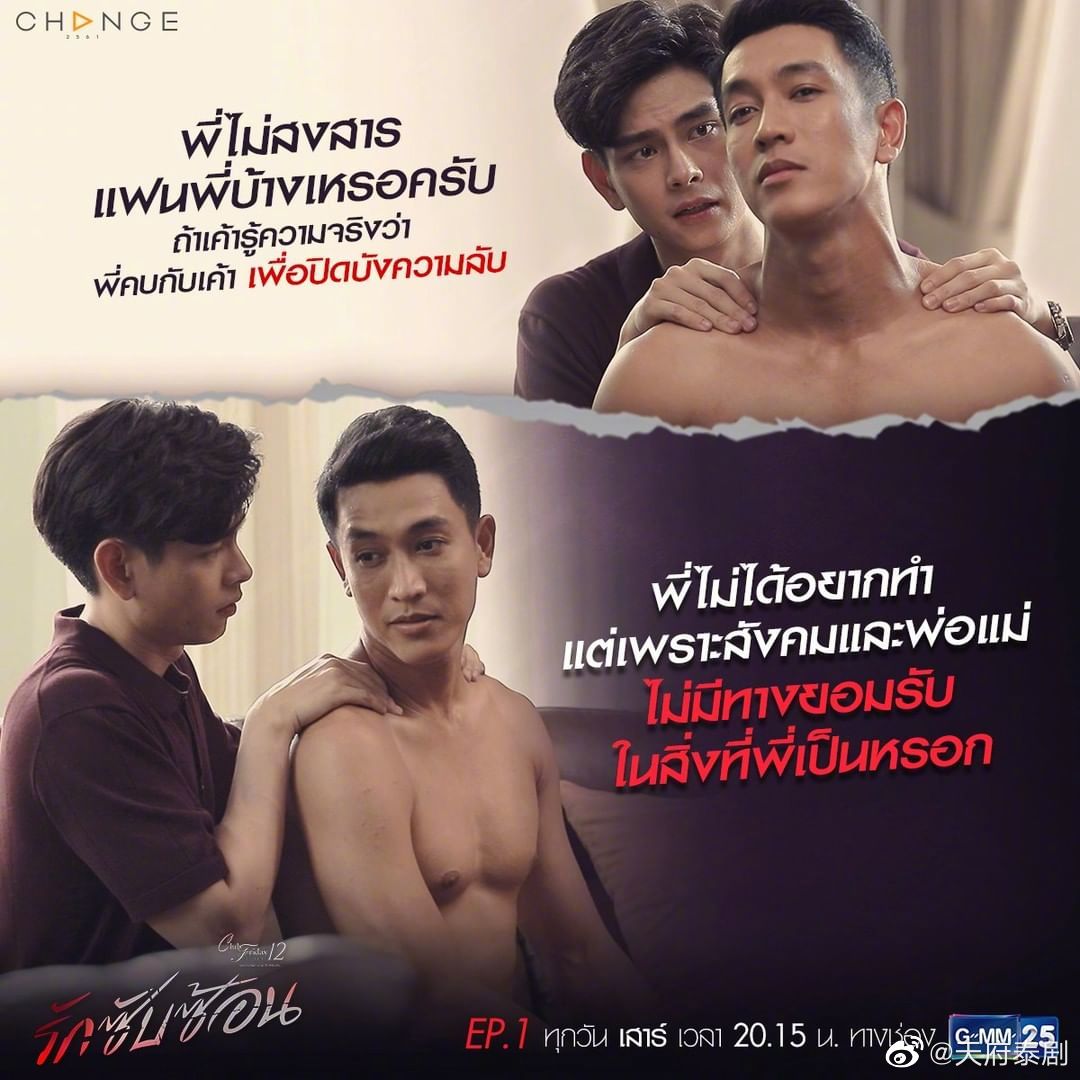 CHANGE
2561
พี่ไม่สงสาร
แฟนพี่บ้างเหรอครับ
ถ้าเค้ารู้ความจริงว่า
พี่คบกับเค้า เพื่อปิดบังความลับ
พี่ไม่ได้อยากทำ
แต่เพราะสังคมและพ่อแม่
ไม่มีทางยอมรับ
ในสิ่งที่พี่เป็นหรอก
Club Friday 12
รักซับซ้อน
EP.1 ทุกวัน เสาร์ เวลา 20.15 น. ทางช่อง GMM 25
@天府泰剧